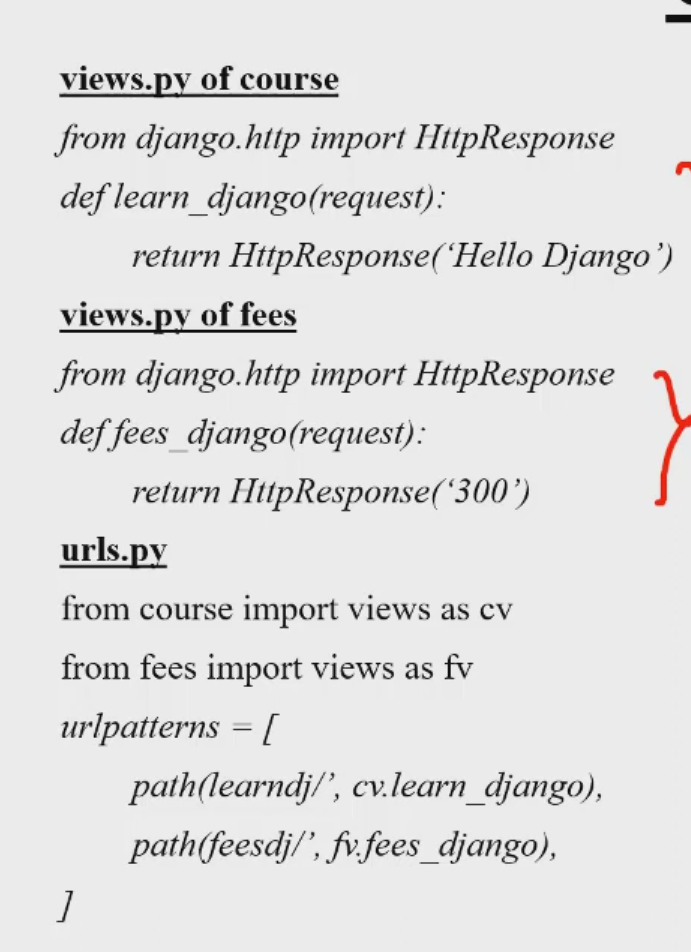 views.py of course
from django.http import HttpResponse
def learn_django(request):
return HttpResponse(‘Hello Django’)
views.py of fees
from django.http import HttpResponse
def fees_django(request):
return HttpResponse(‘300’)
urls.py
from course import views as cv
from fees import views as fv
urlpatterns = [
path(learndj/’, cv.learn_django),
path(feesdj/’, fv.fees_django),
]